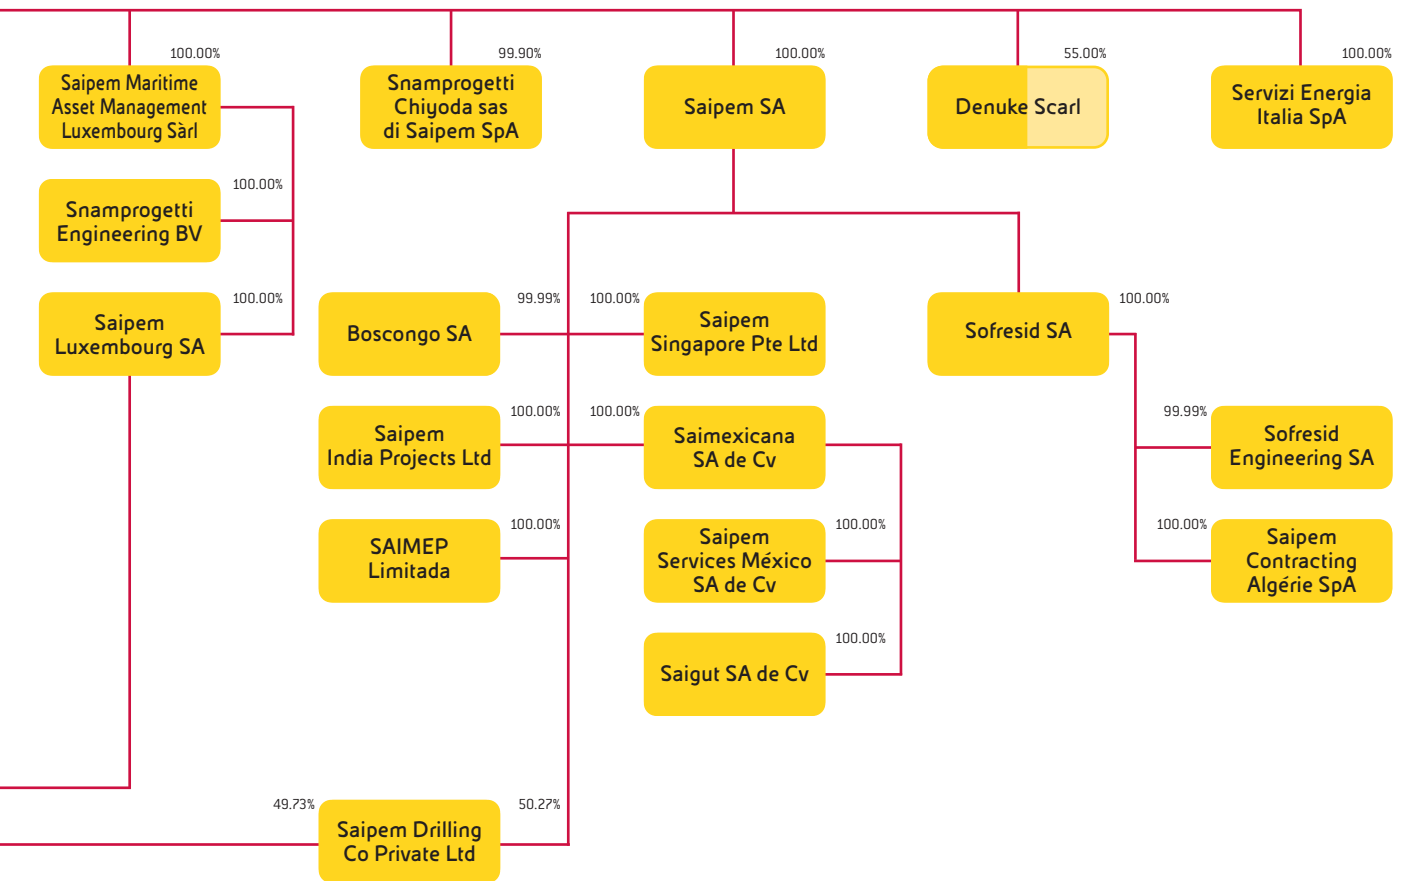 100.00%
99.90%
100.00%
55.00%
100.00%
Saipem Maritime
Asset Management
Luxembourg Sàrl
Snamprogetti
Chiyoda sas
di Saipem SpA
Saipem SA
Denuke Scarl
Servizi Energia
Italia SpA
100.00%
Snamprogetti
Engineering BV
100.00%
Saipem
Luxembourg SA
99.99%
Boscongo SA
100.00%
Saipem
Singapore Pte Ltd
100.00%
Sofresid SA
100.00%
Saipem
India Projects Ltd
100.00%
Saimexicana
SA de Cv
99.99%
Sofresid
Engineering SA
100.00%
SAIMEP
Limitada
100.00%
Saipem
Services México
SA de Cv
100.00%
Saipem
Contracting
Algérie SpA
100.00%
Saigut SA de Cv
49.73%
50.27%
Saipem Drilling
Co Private Ltd